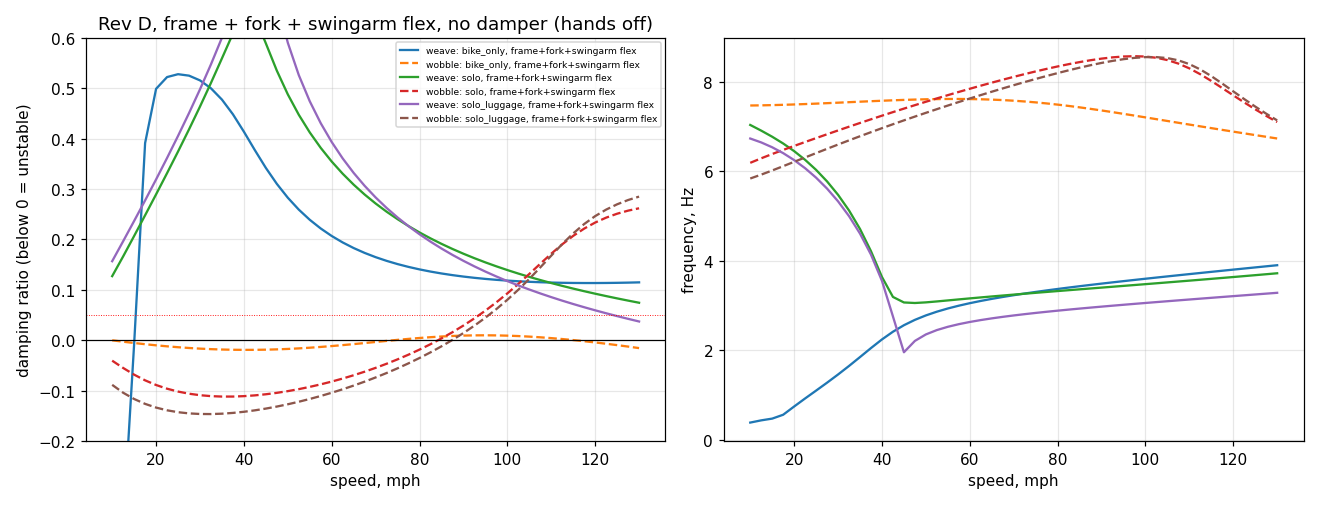 Rev D, frame + fork + swingarm flex, no damper (hands off)
damping ratio (below 0 = unstable)
0.6
0.5
0.4
0.3
0.2
0.1
0.0
−0.1
−0.2
weave: bike_only, frame+fork+swingarm flex
wobble: bike_only, frame+fork+swingarm flex
weave: solo, frame+fork+swingarm flex
wobble: solo, frame+fork+swingarm flex
weave: solo_luggage, frame+fork+swingarm flex
wobble: solo_luggage, frame+fork+swingarm flex
20 40 60 80 100 120
speed, mph
frequency, Hz
8
6
4
2
0
20 40 60 80 100 120
speed, mph